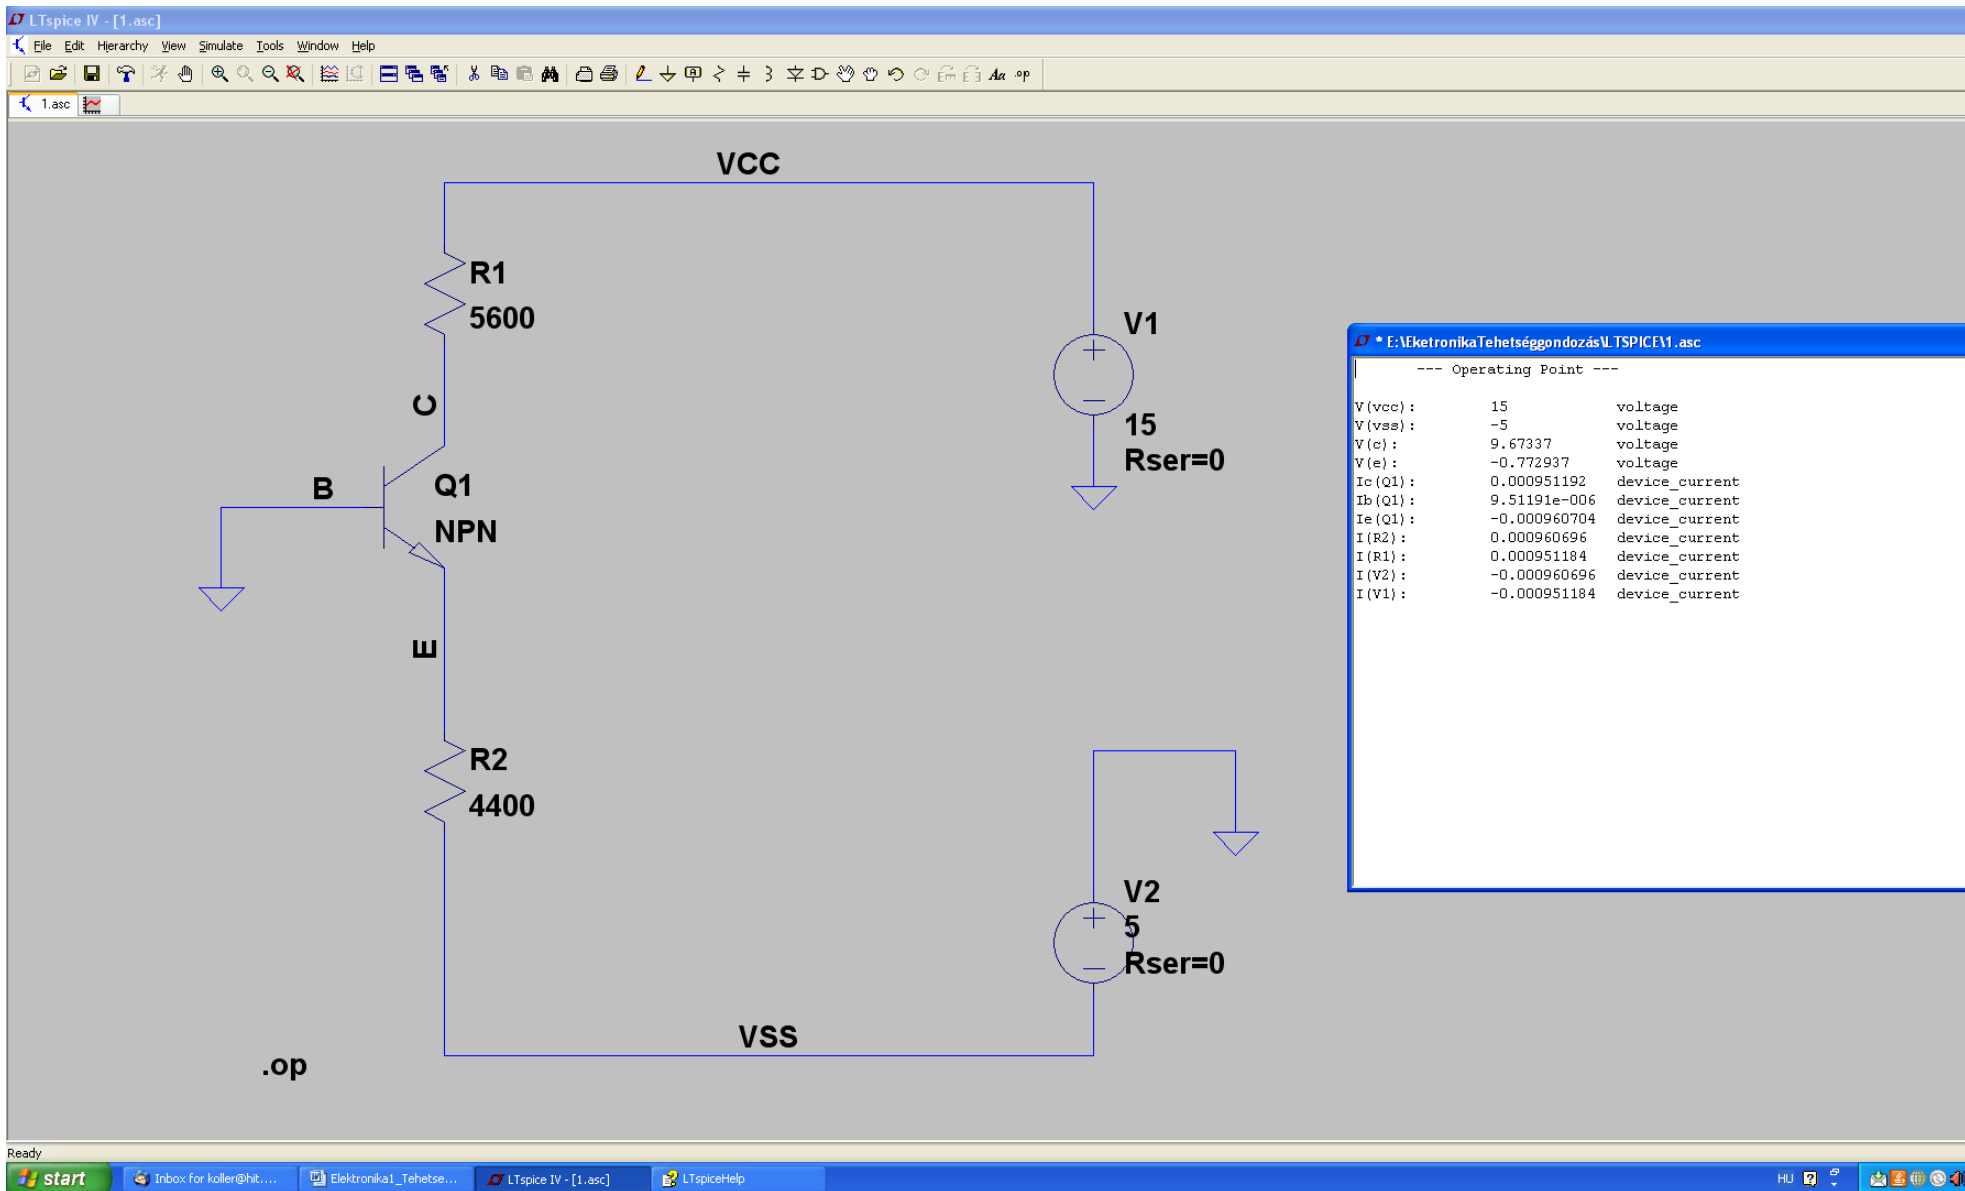 LTspice IV - [1.asc]
File Edit Hierarchy View Simulate Tools Window Help
Aa .op
1.asc
VCC
R1
5600
V1
15
Rser=0
C
B
Q1
NPN
E
R2
4400
V2
5
Rser=0
VSS
.op
* E:\EketronikaTehetséggondozás\LTSPICE\1.asc
--- Operating Point ---
V(vcc): 15 voltage
V(vss): -5 voltage
V(c): 9.67337 voltage
V(e): -0.772937 voltage
Ic(Q1): 0.000951192 device_current
Ib(Q1): 9.51191e-006 device_current
Ie(Q1): -0.000960704 device_current
I(R2): 0.000960696 device_current
I(R1): 0.000951184 device_current
I(V2): -0.000960696 device_current
I(V1): -0.000951184 device_current
Ready
start Inbox for koller@hit.... Elektronika1_Tehetse... LTspice IV - [1.asc] LTspiceHelp HU